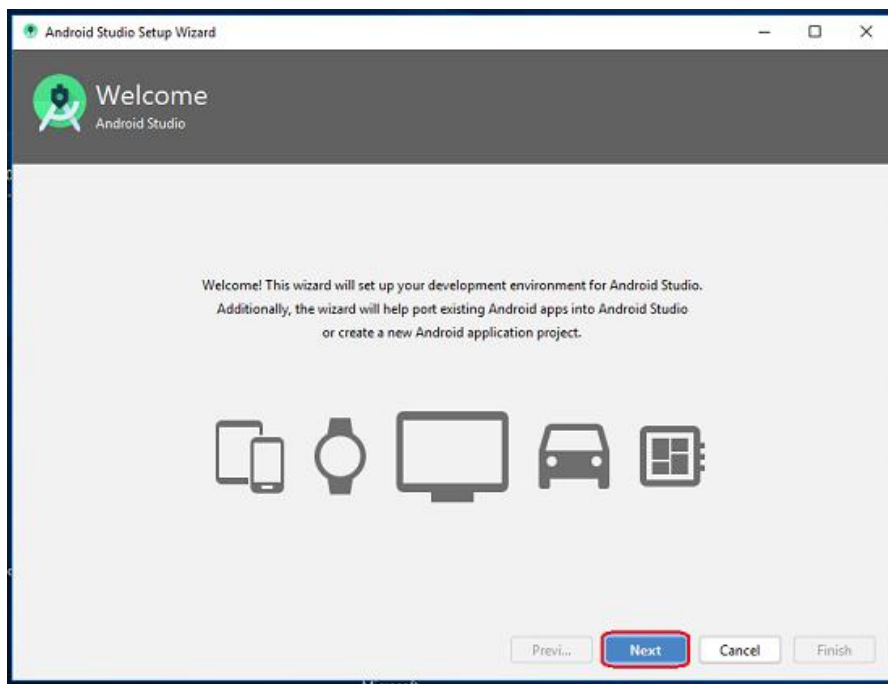 Android Studio Setup Wizard
Welcome
Android Studio
Welcome! This wizard will set up your development environment for Android Studio.
Additionally, the wizard will help port existing Android apps into Android Studio
or create a new Android application project.
Previ... Next Cancel Finish